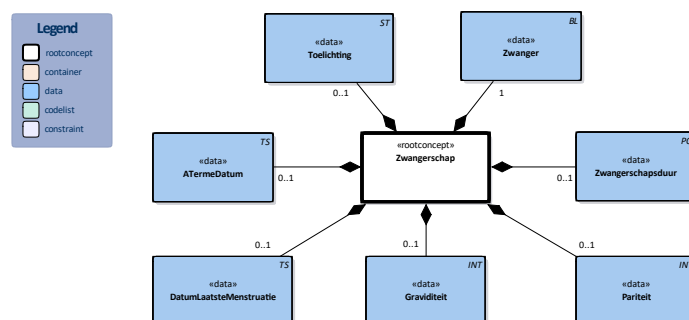 Legend
rootconcept
container
data
codelist
constraint
ST
«data»
Toelichting
0..1
BL
«data»
Zwanger
1
TS
«data»
ATermeDatum
0..1
«rootconcept»
Zwangerschap
«data»
Zwangerschapsduur
0..1
TS
«data»
DatumLaatsteMenstruatie
0..1
INT
«data»
Graviditeit
0..1
«data»
Pariteit
0..1